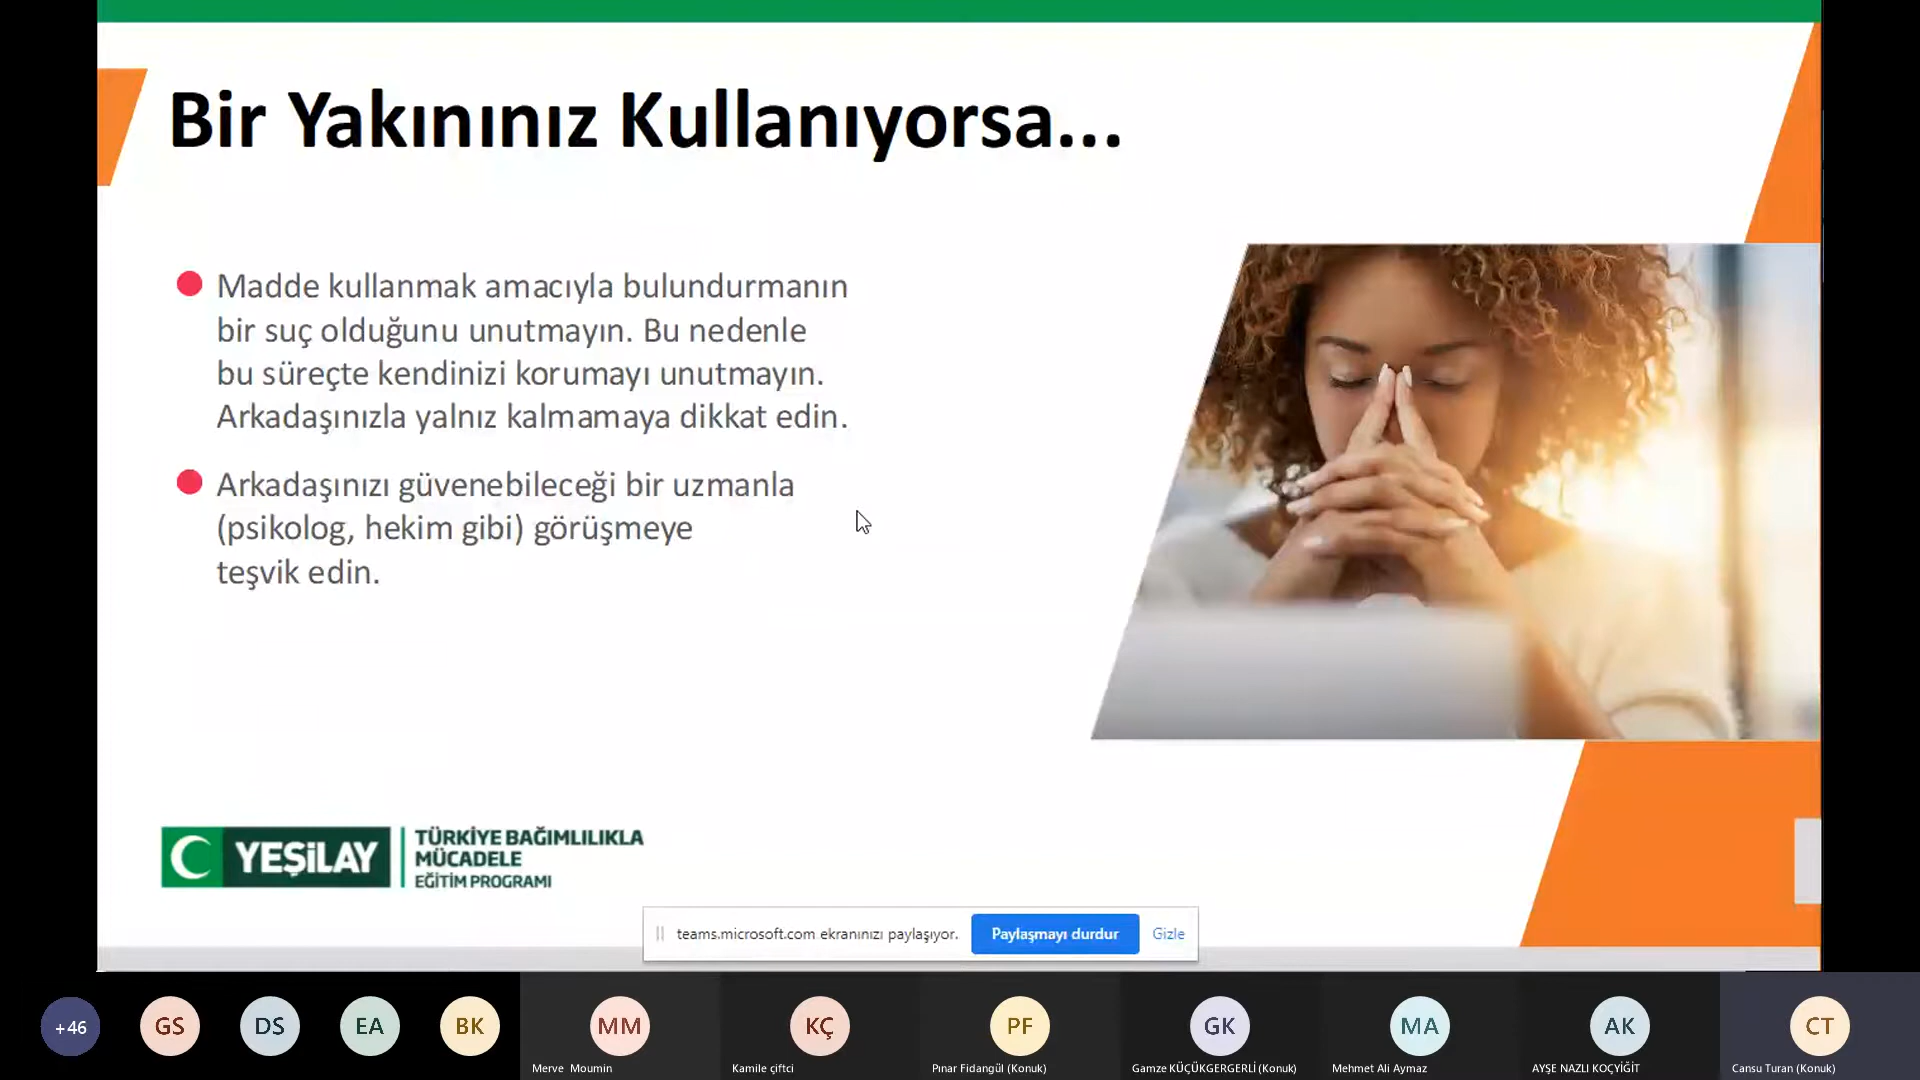 Bir Yakınınız Kullanıyorsa...
Madde kullanmak amacıyla bulundurmanın
bir suç olduğunu unutmayın. Bu nedenle
bu süreçte kendinizi korumayı unutmayın.
Arkadaşınızla yalnız kalmamaya dikkat edin.
Arkadaşınızı güvenebileceği bir uzmanla
(psikolog, hekim gibi) görüşmeye
teşvik edin.
YEŞİLAY
TÜRKİYE BAĞIMLILIKLA
MÜCADELE
EĞİTİM PROGRAMI
teams.microsoft.com ekranınızı paylaşıyor.
Paylaşmayı durdur
Gizle
+46
GS
DS
EA
BK
MM
KÇ
PF
GK
MA
AK
CT
Merve Moumin
Kamile çiftci
Pınar Fidangül (Konuk)
Gamze KÜÇÜKGERGERLİ (Konuk)
Mehmet Ali Aymaz
AYŞE NAZLI KOÇYİĞİT
Cansu Turan (Konuk)